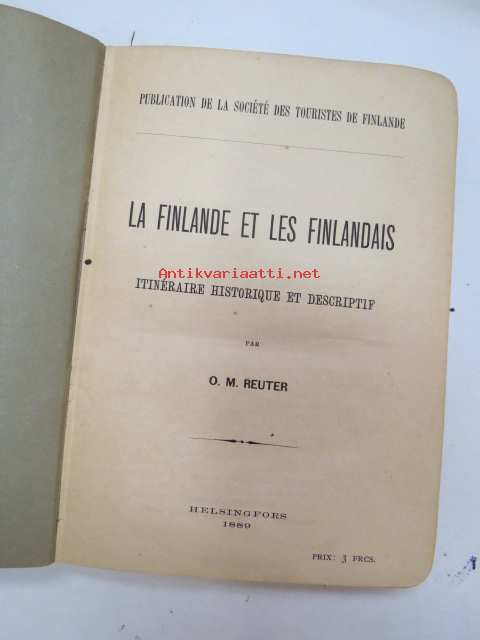 PUBLICATION DE LA SOCIÉTÉ DES TOURISTES DE FINLANDE
LA FINLANDE ET LES FINLANDAIS
Antikvariaatti.net
ITINÉRAIRE HISTORIQUE ET DESCRIPTIF
PAR
O. M. REUTER
HELSINGFORS
1889
PRIX: 3 FRCS.